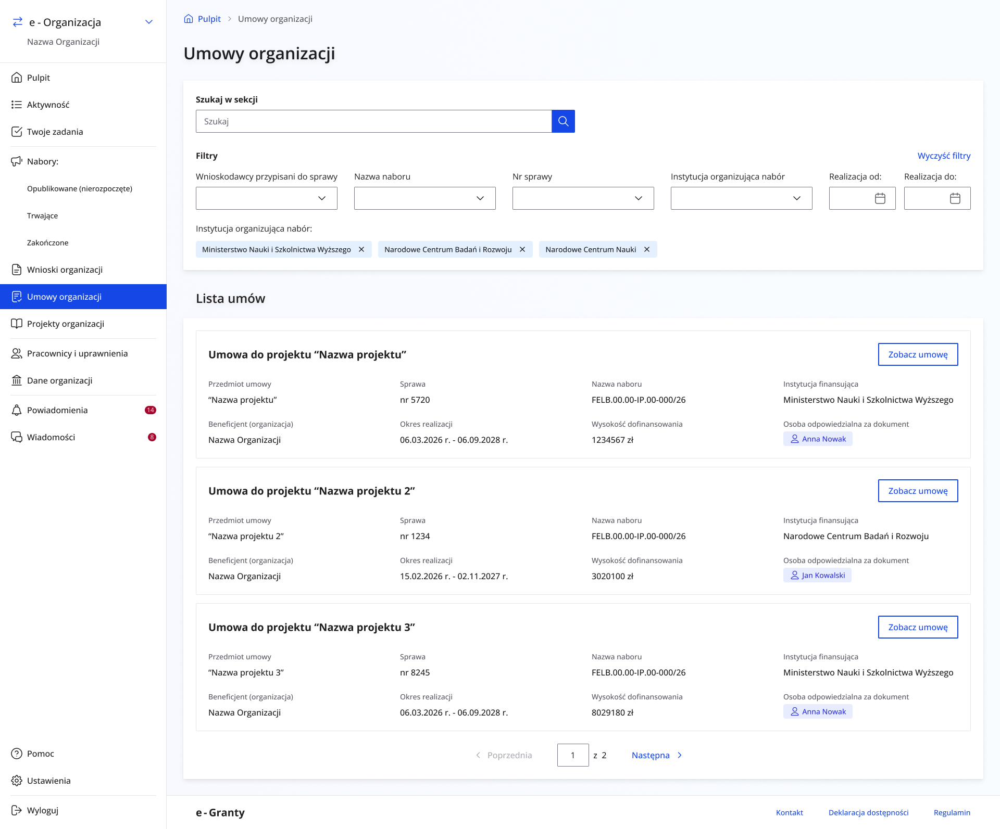 e - Organizacja
Nazwa Organizacji
Pulpit
Aktywność
Twoje zadania
Nabory:
Opublikowane (nierozpoczęte)
Trwające
Zakończone
Wnioski organizacji
Umowy organizacji
Projekty organizacji
Pracownicy i uprawnienia
Dane organizacji
Powiadomienia 14
Wiadomości 8
Pomoc
Ustawienia
Wyloguj
Pulpit > Umowy organizacji
Umowy organizacji
Szukaj w sekcji
Szukaj
Filtry Wyczyść filtry
Wnioskodawcy przypisani do sprawy Nazwa naboru Nr sprawy Instytucja organizująca nabór Realizacja od: Realizacja do:
Instytucja organizująca nabór:
Ministerstwo Nauki i Szkolnictwa Wyższego Narodowe Centrum Badań i Rozwoju Narodowe Centrum Nauki
Lista umów
Umowa do projektu “Nazwa projektu” Zobacz umowę
Przedmiot umowy Sprawa Nazwa naboru Instytucja finansująca
“Nazwa projektu” nr 5720 FELB.00.00-IP.00-000/26 Ministerstwo Nauki i Szkolnictwa Wyższego
Beneficjent (organizacja) Okres realizacji Wysokość dofinansowania Osoba odpowiedzialna za dokument
Nazwa Organizacji 06.03.2026 r. - 06.09.2028 r. 1234567 zł Anna Nowak
Umowa do projektu “Nazwa projektu 2” Zobacz umowę
Przedmiot umowy Sprawa Nazwa naboru Instytucja finansująca
“Nazwa projektu 2” nr 1234 FELB.00.00-IP.00-000/26 Narodowe Centrum Badań i Rozwoju
Beneficjent (organizacja) Okres realizacji Wysokość dofinansowania Osoba odpowiedzialna za dokument
Nazwa Organizacji 15.02.2026 r. - 02.11.2027 r. 3020100 zł Jan Kowalski
Umowa do projektu “Nazwa projektu 3” Zobacz umowę
Przedmiot umowy Sprawa Nazwa naboru Instytucja finansująca
“Nazwa projektu 3” nr 8245 FELB.00.00-IP.00-000/26 Ministerstwo Nauki i Szkolnictwa Wyższego
Beneficjent (organizacja) Okres realizacji Wysokość dofinansowania Osoba odpowiedzialna za dokument
Nazwa Organizacji 06.03.2026 r. - 06.09.2028 r. 8029180 zł Anna Nowak
Poprzednia 1 z 2 Następna
e - Granty Kontakt Deklaracja dostępności Regulamin